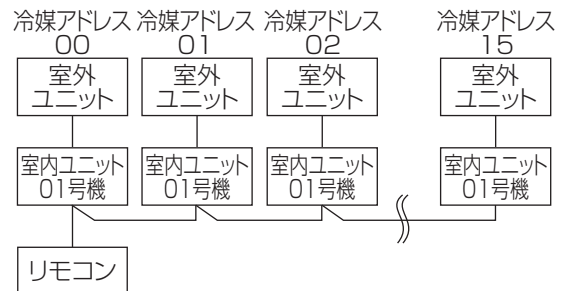 冷媒アドレス 冷媒アドレス 冷媒アドレス 冷媒アドレス
00 01 02 15
室外 室外 室外 室外
ユニット ユニット ユニット ユニット
室内ユニット 室内ユニット 室内ユニット 室内ユニット
01号機 01号機 01号機 01号機
リモコン